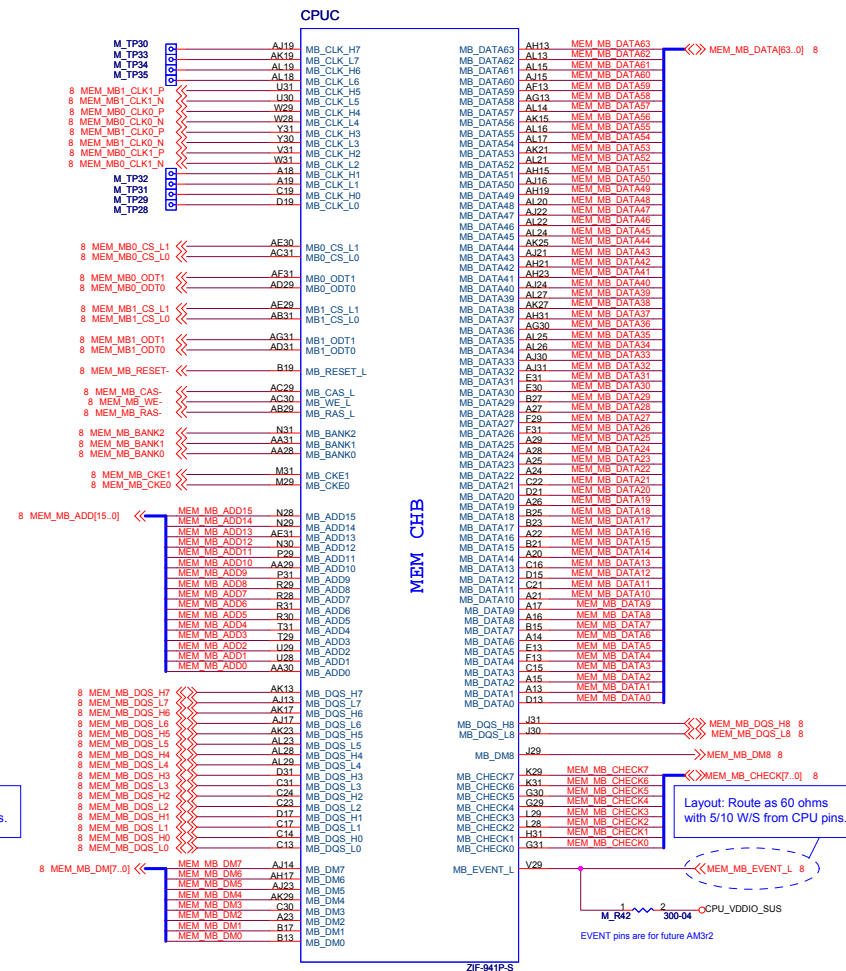 CPUC
M_TP30 AJ19 MB_CLK_H7
M_TP33 AK19 MB_CLK_L7
M_TP34 AL19 MB_CLK_H6
M_TP35 AL18 MB_CLK_L6
8 MEM_MB1_CLK1_P U31 MB_CLK_H5
8 MEM_MB1_CLK1_N U30 MB_CLK_L5
8 MEM_MB0_CLK0_P W29 MB_CLK_H4
8 MEM_MB0_CLK0_N W28 MB_CLK_L4
8 MEM_MB1_CLK0_P Y31 MB_CLK_H3
8 MEM_MB1_CLK0_N Y30 MB_CLK_L3
8 MEM_MB0_CLK1_P V31 MB_CLK_H2
8 MEM_MB0_CLK1_N W31 MB_CLK_L2
M_TP32 A18 MB_CLK_H1
M_TP31 A19 MB_CLK_L1
M_TP29 C19 MB_CLK_H0
M_TP28 D19 MB_CLK_L0
8 MEM_MB0_CS_L1 AE30 MB0_CS_L1
8 MEM_MB0_CS_L0 AC31 MB0_CS_L0
8 MEM_MB0_ODT1 AF31 MB0_ODT1
8 MEM_MB0_ODT0 AD29 MB0_ODT0
8 MEM_MB1_CS_L1 AE29 MB1_CS_L1
8 MEM_MB1_CS_L0 AB31 MB1_CS_L0
8 MEM_MB1_ODT1 AG31 MB1_ODT1
8 MEM_MB1_ODT0 AD31 MB1_ODT0
8 MEM_MB_RESET- B19 MB_RESET_L
8 MEM_MB_CAS- AC29 MB_CAS_L
8 MEM_MB_WE- AC30 MB_WE_L
8 MEM_MB_RAS- AB29 MB_RAS_L
8 MEM_MB_BANK2 N31 MB_BANK2
8 MEM_MB_BANK1 AA31 MB_BANK1
8 MEM_MB_BANK0 AA28 MB_BANK0
8 MEM_MB_CKE1 M31 MB_CKE1
8 MEM_MB_CKE0 M29 MB_CKE0
8 MEM_MB_ADD[15..0]
MEM_MB_ADD15 N28 MB_ADD15
MEM_MB_ADD14 N29 MB_ADD14
MEM_MB_ADD13 AE31 MB_ADD13
MEM_MB_ADD12 N30 MB_ADD12
MEM_MB_ADD11 P29 MB_ADD11
MEM_MB_ADD10 AA29 MB_ADD10
MEM_MB_ADD9 P31 MB_ADD9
MEM_MB_ADD8 R29 MB_ADD8
MEM_MB_ADD7 R28 MB_ADD7
MEM_MB_ADD6 R31 MB_ADD6
MEM_MB_ADD5 R30 MB_ADD5
MEM_MB_ADD4 T31 MB_ADD4
MEM_MB_ADD3 T29 MB_ADD3
MEM_MB_ADD2 U29 MB_ADD2
MEM_MB_ADD1 U28 MB_ADD1
MEM_MB_ADD0 AA30 MB_ADD0
8 MEM_MB_DQS_H7 AK13 MB_DQS_H7
8 MEM_MB_DQS_L7 AJ13 MB_DQS_L7
8 MEM_MB_DQS_H6 AK17 MB_DQS_H6
8 MEM_MB_DQS_L6 AJ17 MB_DQS_L6
8 MEM_MB_DQS_H5 AK23 MB_DQS_H5
8 MEM_MB_DQS_L5 AL23 MB_DQS_L5
8 MEM_MB_DQS_H4 AL28 MB_DQS_H4
8 MEM_MB_DQS_L4 AL29 MB_DQS_L4
8 MEM_MB_DQS_H3 D31 MB_DQS_H3
8 MEM_MB_DQS_L3 C31 MB_DQS_L3
8 MEM_MB_DQS_H2 C24 MB_DQS_H2
8 MEM_MB_DQS_L2 C23 MB_DQS_L2
8 MEM_MB_DQS_H1 D17 MB_DQS_H1
8 MEM_MB_DQS_L1 C17 MB_DQS_L1
8 MEM_MB_DQS_H0 C14 MB_DQS_H0
8 MEM_MB_DQS_L0 C13 MB_DQS_L0
s.
8 MEM_MB_DM[7..0]
MEM_MB_DM7 AJ14 MB_DM7
MEM_MB_DM6 AH17 MB_DM6
MEM_MB_DM5 AJ23 MB_DM5
MEM_MB_DM4 AK29 MB_DM4
MEM_MB_DM3 C30 MB_DM3
MEM_MB_DM2 A23 MB_DM2
MEM_MB_DM1 B17 MB_DM1
MEM_MB_DM0 B13 MB_DM0
MEM CHB
MB_DATA63 AH13 MEM_MB_DATA63
MEM_MB_DATA[63..0] 8
MB_DATA62 AL13 MEM_MB_DATA62
MB_DATA61 AL15 MEM_MB_DATA61
MB_DATA60 AJ15 MEM_MB_DATA60
MB_DATA59 AF13 MEM_MB_DATA59
MB_DATA58 AG13 MEM_MB_DATA58
MB_DATA57 AL14 MEM_MB_DATA57
MB_DATA56 AK15 MEM_MB_DATA56
MB_DATA55 AL16 MEM_MB_DATA55
MB_DATA54 AL17 MEM_MB_DATA54
MB_DATA53 AK21 MEM_MB_DATA53
MB_DATA52 AL21 MEM_MB_DATA52
MB_DATA51 AH15 MEM_MB_DATA51
MB_DATA50 AJ16 MEM_MB_DATA50
MB_DATA49 AH19 MEM_MB_DATA49
MB_DATA48 AL20 MEM_MB_DATA48
MB_DATA47 AJ22 MEM_MB_DATA47
MB_DATA46 AL22 MEM_MB_DATA46
MB_DATA45 AL24 MEM_MB_DATA45
MB_DATA44 AK25 MEM_MB_DATA44
MB_DATA43 AJ21 MEM_MB_DATA43
MB_DATA42 AH21 MEM_MB_DATA42
MB_DATA41 AH23 MEM_MB_DATA41
MB_DATA40 AJ24 MEM_MB_DATA40
MB_DATA39 AL27 MEM_MB_DATA39
MB_DATA38 AK27 MEM_MB_DATA38
MB_DATA37 AH31 MEM_MB_DATA37
MB_DATA36 AG30 MEM_MB_DATA36
MB_DATA35 AL25 MEM_MB_DATA35
MB_DATA34 AL26 MEM_MB_DATA34
MB_DATA33 AJ30 MEM_MB_DATA33
MB_DATA32 AJ31 MEM_MB_DATA32
MB_DATA31 E31 MEM_MB_DATA31
MB_DATA30 E30 MEM_MB_DATA30
MB_DATA29 B27 MEM_MB_DATA29
MB_DATA28 A27 MEM_MB_DATA28
MB_DATA27 F29 MEM_MB_DATA27
MB_DATA26 F31 MEM_MB_DATA26
MB_DATA25 A29 MEM_MB_DATA25
MB_DATA24 A28 MEM_MB_DATA24
MB_DATA23 A25 MEM_MB_DATA23
MB_DATA22 A24 MEM_MB_DATA22
MB_DATA21 C22 MEM_MB_DATA21
MB_DATA20 D21 MEM_MB_DATA20
MB_DATA19 A26 MEM_MB_DATA19
MB_DATA18 B25 MEM_MB_DATA18
MB_DATA17 B23 MEM_MB_DATA17
MB_DATA16 A22 MEM_MB_DATA16
MB_DATA15 B21 MEM_MB_DATA15
MB_DATA14 A20 MEM_MB_DATA14
MB_DATA13 C16 MEM_MB_DATA13
MB_DATA12 D15 MEM_MB_DATA12
MB_DATA11 C21 MEM_MB_DATA11
MB_DATA10 A21 MEM_MB_DATA10
MB_DATA9 A17 MEM_MB_DATA9
MB_DATA8 A16 MEM_MB_DATA8
MB_DATA7 B15 MEM_MB_DATA7
MB_DATA6 A14 MEM_MB_DATA6
MB_DATA5 E13 MEM_MB_DATA5
MB_DATA4 F13 MEM_MB_DATA4
MB_DATA3 C15 MEM_MB_DATA3
MB_DATA2 A15 MEM_MB_DATA2
MB_DATA1 A13 MEM_MB_DATA1
MB_DATA0 D13 MEM_MB_DATA0
MB_DQS_H8 J31 MEM_MB_DQS_H8 8
MB_DQS_L8 J30 MEM_MB_DQS_L8 8
MB_DM8 J29 MEM_MB_DM8 8
MB_CHECK7 K29 MEM_MB_CHECK7
MEM_MB_CHECK[7..0] 8
MB_CHECK6 K31 MEM_MB_CHECK6
MB_CHECK5 G30 MEM_MB_CHECK5
MB_CHECK4 G29 MEM_MB_CHECK4
MB_CHECK3 L29 MEM_MB_CHECK3
MB_CHECK2 L28 MEM_MB_CHECK2
MB_CHECK1 H31 MEM_MB_CHECK1
MB_CHECK0 G31 MEM_MB_CHECK0
Layout: Route as 60 ohms
with 5/10 W/S from CPU pins.
MB_EVENT_L V29 MEM_MB_EVENT_L 8
1 2 CPU_VDDIO_SUS
M_R42 300-04
EVENT pins are for future AM3r2
ZIF-941P-S